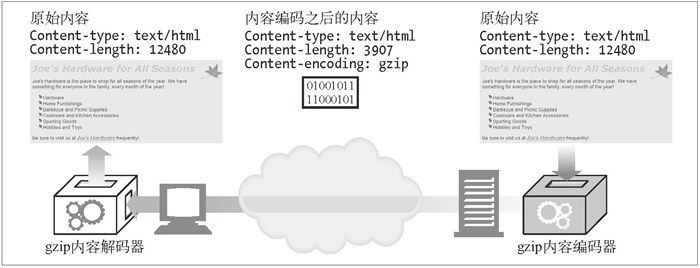 原始内容
Content-type: text/html
Content-length: 12480
Joe's Hardware for All Seasons
Joe's Hardware is the place to shop for all seasons of the year. We have
something for everyone in the family, every month of the year!
Hardware
Home Furnishings
Barbecue and Picnic Supplies
Cookware and Kitchen Accessories
Sporting Goods
Hobbies and Toys
Be sure to visit us at Joe's Hardware frequently!
gzip内容解码器
内容编码之后的内容
Content-type: text/html
Content-length: 3907
Content-encoding: gzip
01001011
11000101
原始内容
Content-type: text/html
Content-length: 12480
Joe's Hardware for All Seasons
Joe's Hardware is the place to shop for all seasons of the year. We have
something for everyone in the family, every month of the year!
Hardware
Home Furnishings
Barbecue and Picnic Supplies
Cookware and Kitchen Accessories
Sporting Goods
Hobbies and Toys
Be sure to visit us at Joe's Hardware frequently!
gzip内容编码器